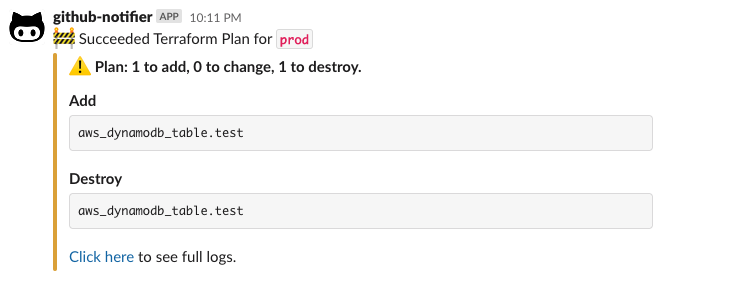 github-notifier APP 10:11 PM
🚧 Succeeded Terraform Plan for prod
⚠️ Plan: 1 to add, 0 to change, 1 to destroy.
Add
aws_dynamodb_table.test
Destroy
aws_dynamodb_table.test
Click here to see full logs.